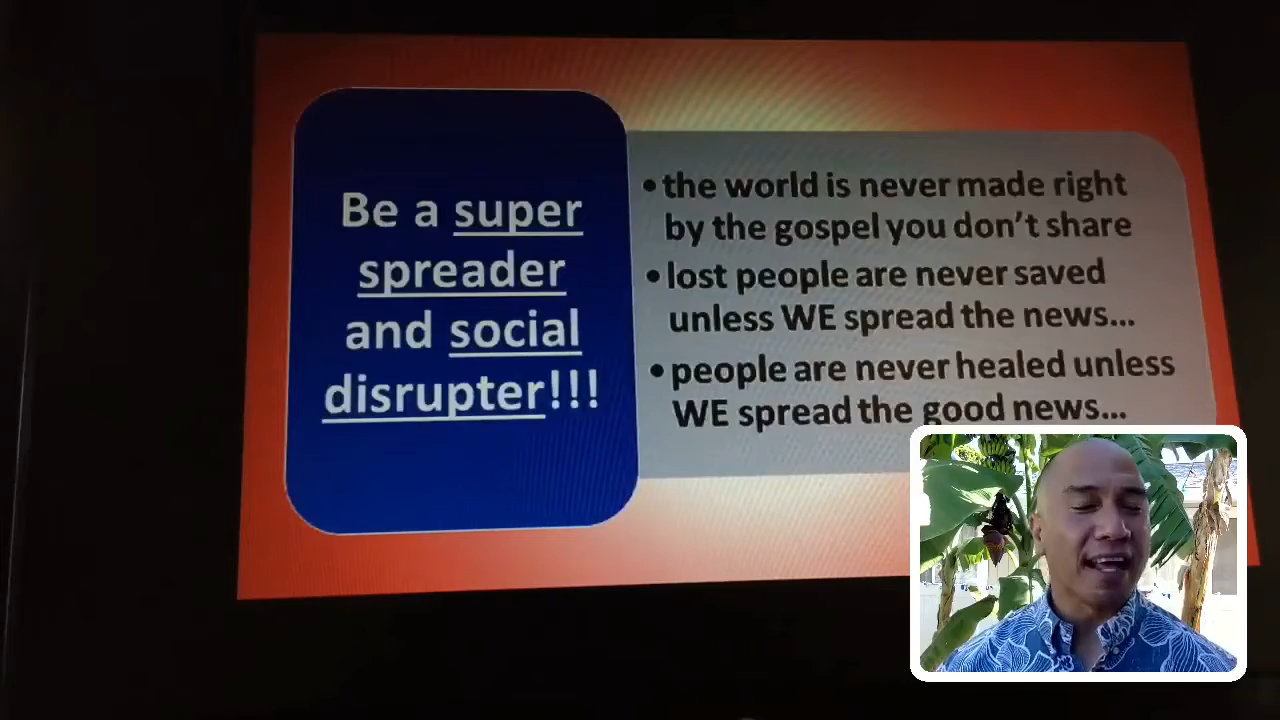 Be a super
spreader
and social
disrupter!!!
•the world is never made right
by the gospel you don't share
•lost people are never saved
unless WE spread the news...
•people are never healed unless
WE spread the good news...